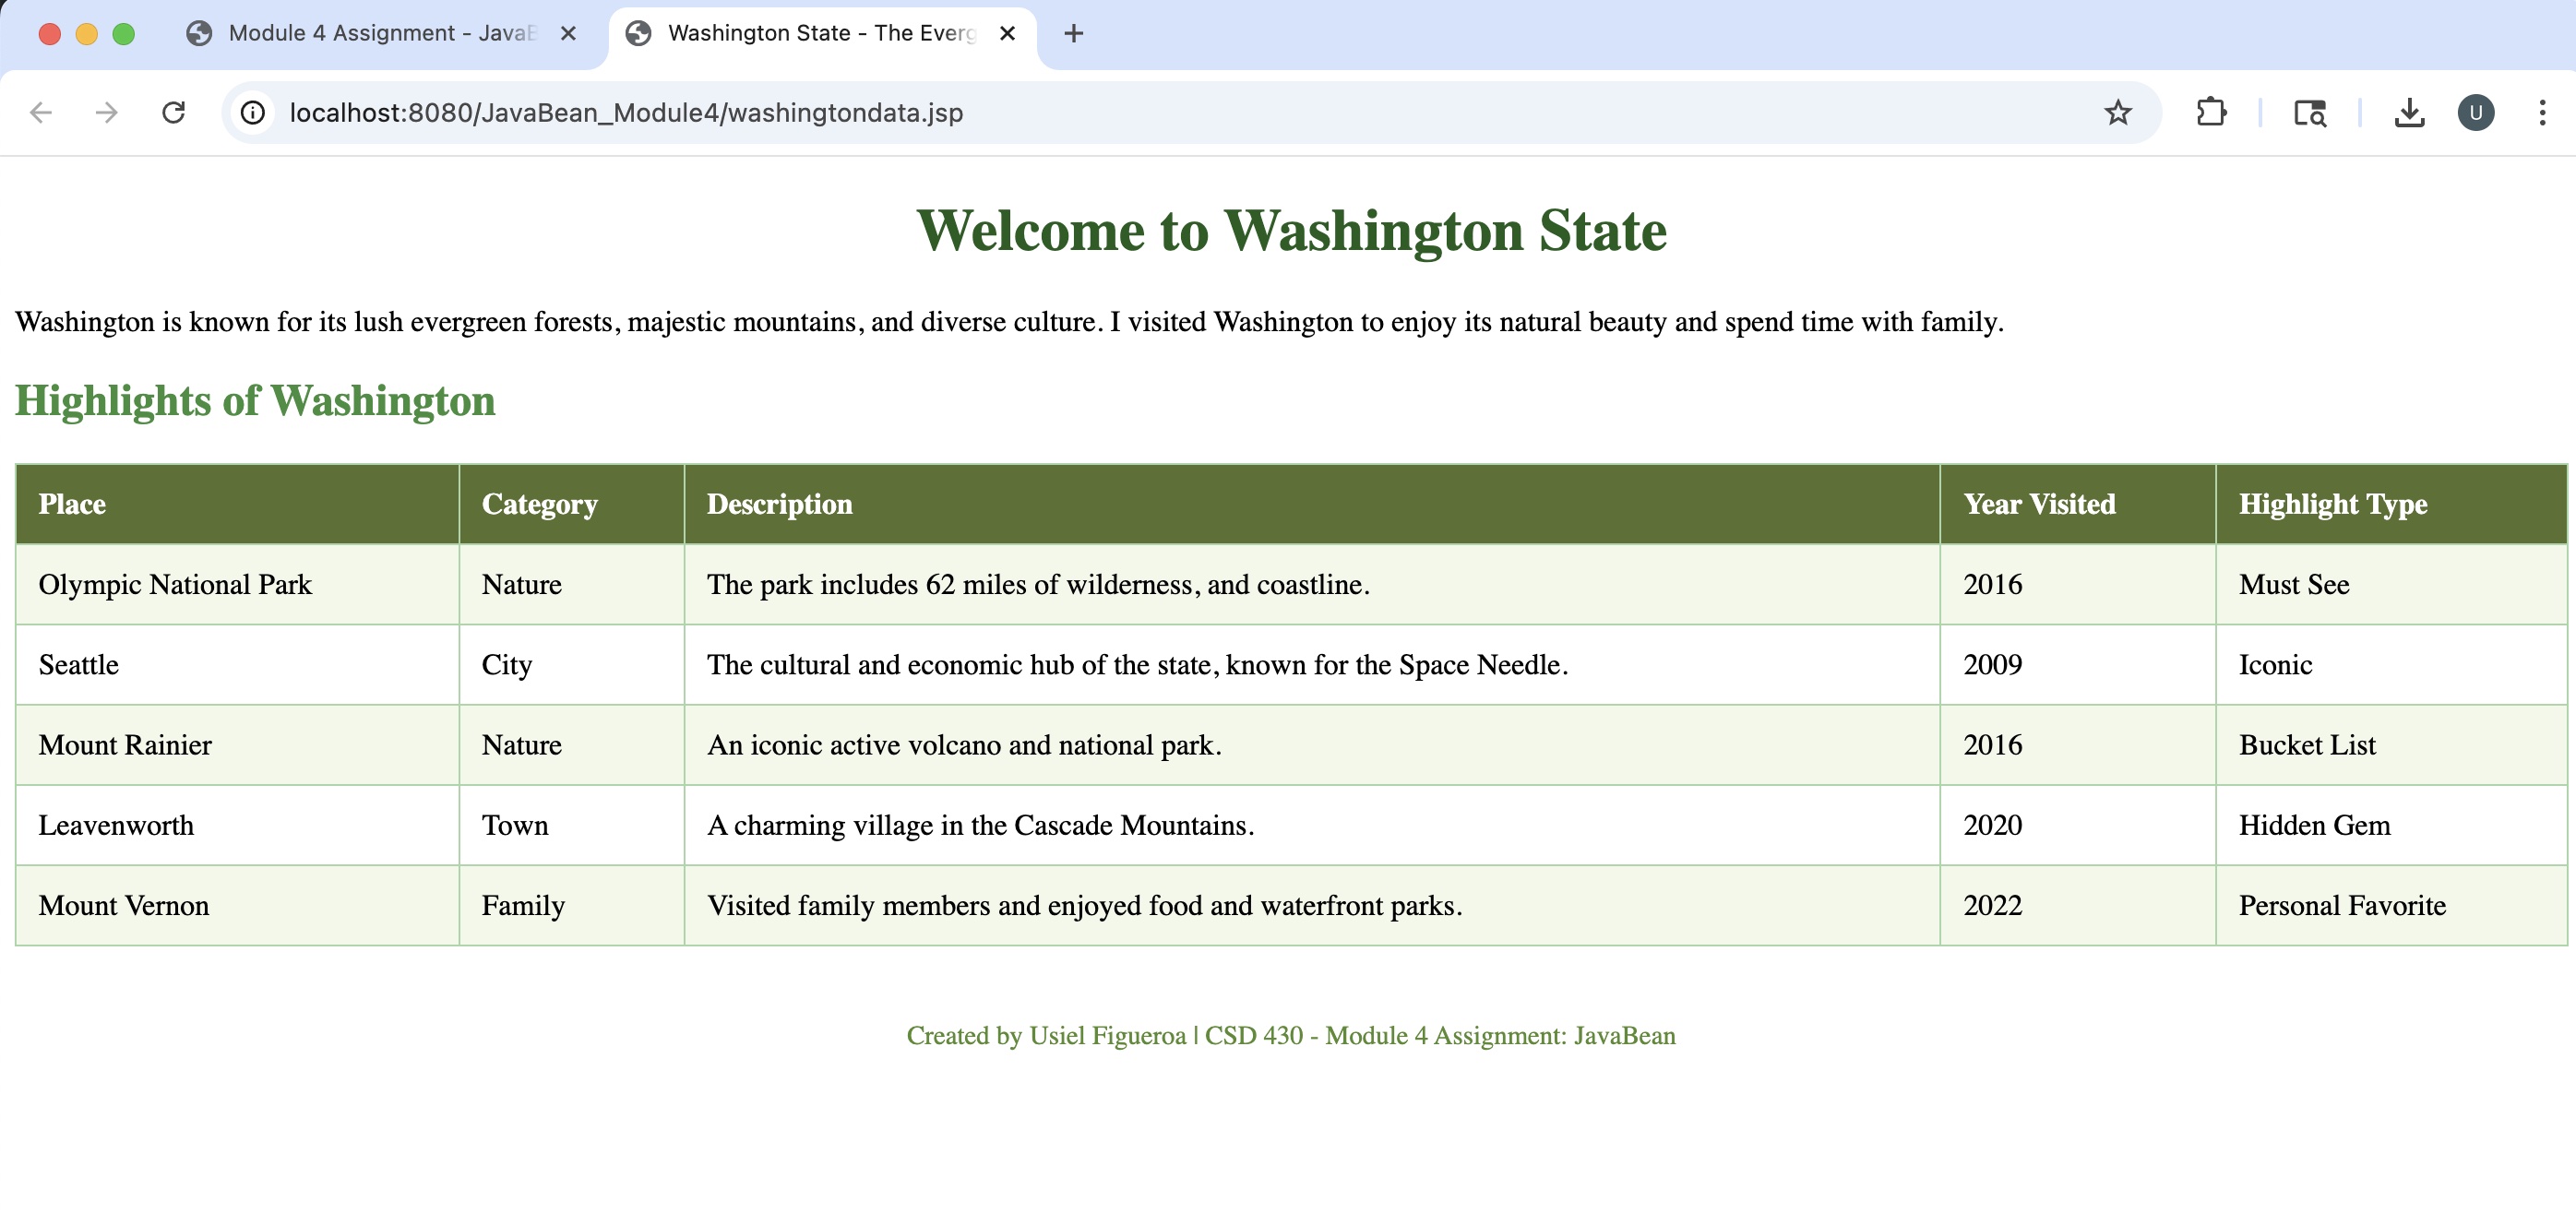 Module 4 Assignment - Java
Washington State - The Everg
localhost:8080/JavaBean_Module4/washingtondata.jsp
U
Welcome to Washington State
Washington is known for its lush evergreen forests, majestic mountains, and diverse culture. I visited Washington to enjoy its natural beauty and spend time with family.
Highlights of Washington
Place Category Description Year Visited Highlight Type
Olympic National Park Nature The park includes 62 miles of wilderness, and coastline. 2016 Must See
Seattle City The cultural and economic hub of the state, known for the Space Needle. 2009 Iconic
Mount Rainier Nature An iconic active volcano and national park. 2016 Bucket List
Leavenworth Town A charming village in the Cascade Mountains. 2020 Hidden Gem
Mount Vernon Family Visited family members and enjoyed food and waterfront parks. 2022 Personal Favorite
Created by Usiel Figueroa | CSD 430 - Module 4 Assignment: JavaBean